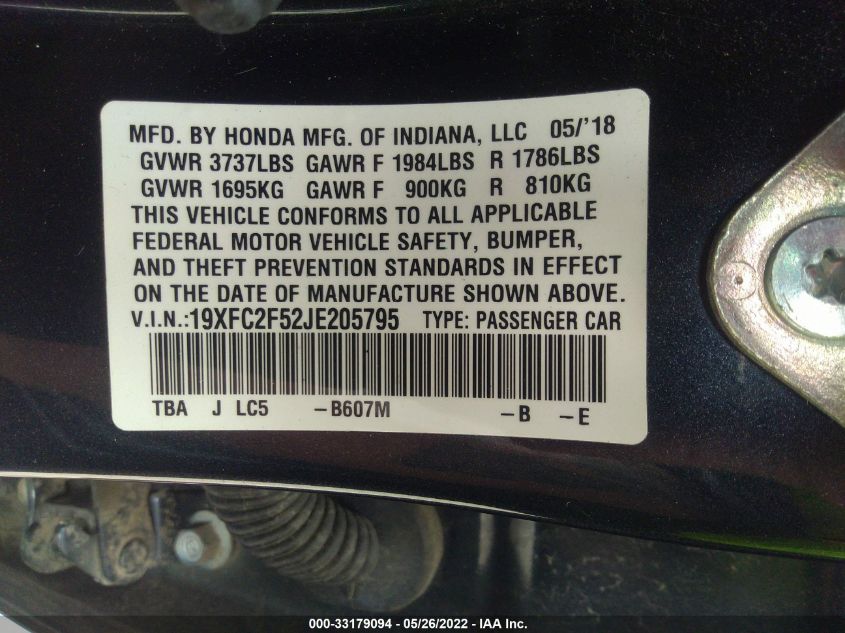 MFD. BY HONDA MFG. OF INDIANA, LLC 05/'18
GVWR 3737LBS GAWR F 1984LBS R 1786LBS
GVWR 1695KG GAWR F 900KG R 810KG
THIS VEHICLE CONFORMS TO ALL APPLICABLE
FEDERAL MOTOR VEHICLE SAFETY, BUMPER,
AND THEFT PREVENTION STANDARDS IN EFFECT
ON THE DATE OF MANUFACTURE SHOWN ABOVE.
V.I.N.:19XFC2F52JE205795 TYPE: PASSENGER CAR
TBA J LC5 -B607M -B -E
000-33179094 - 05/26/2022 - IAA Inc.